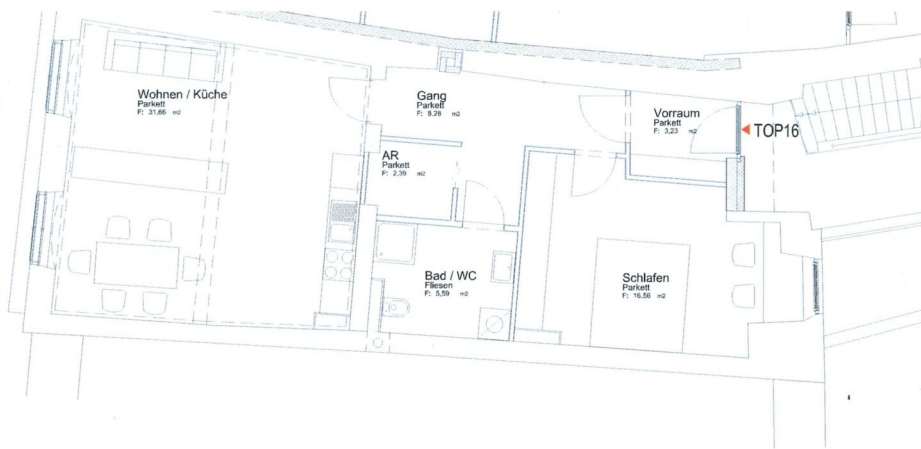 Wohnen / Küche
Parkett
F: 31,66 m2
Gang
Parkett
F: 8,28 m2
Vorraum
Parkett
F: 3,23 m2
TOP16
AR
Parkett
F: 2,39 m2
Bad / WC
Fliesen
F: 5,59 m2
Schlafen
Parkett
F: 16,56 m2